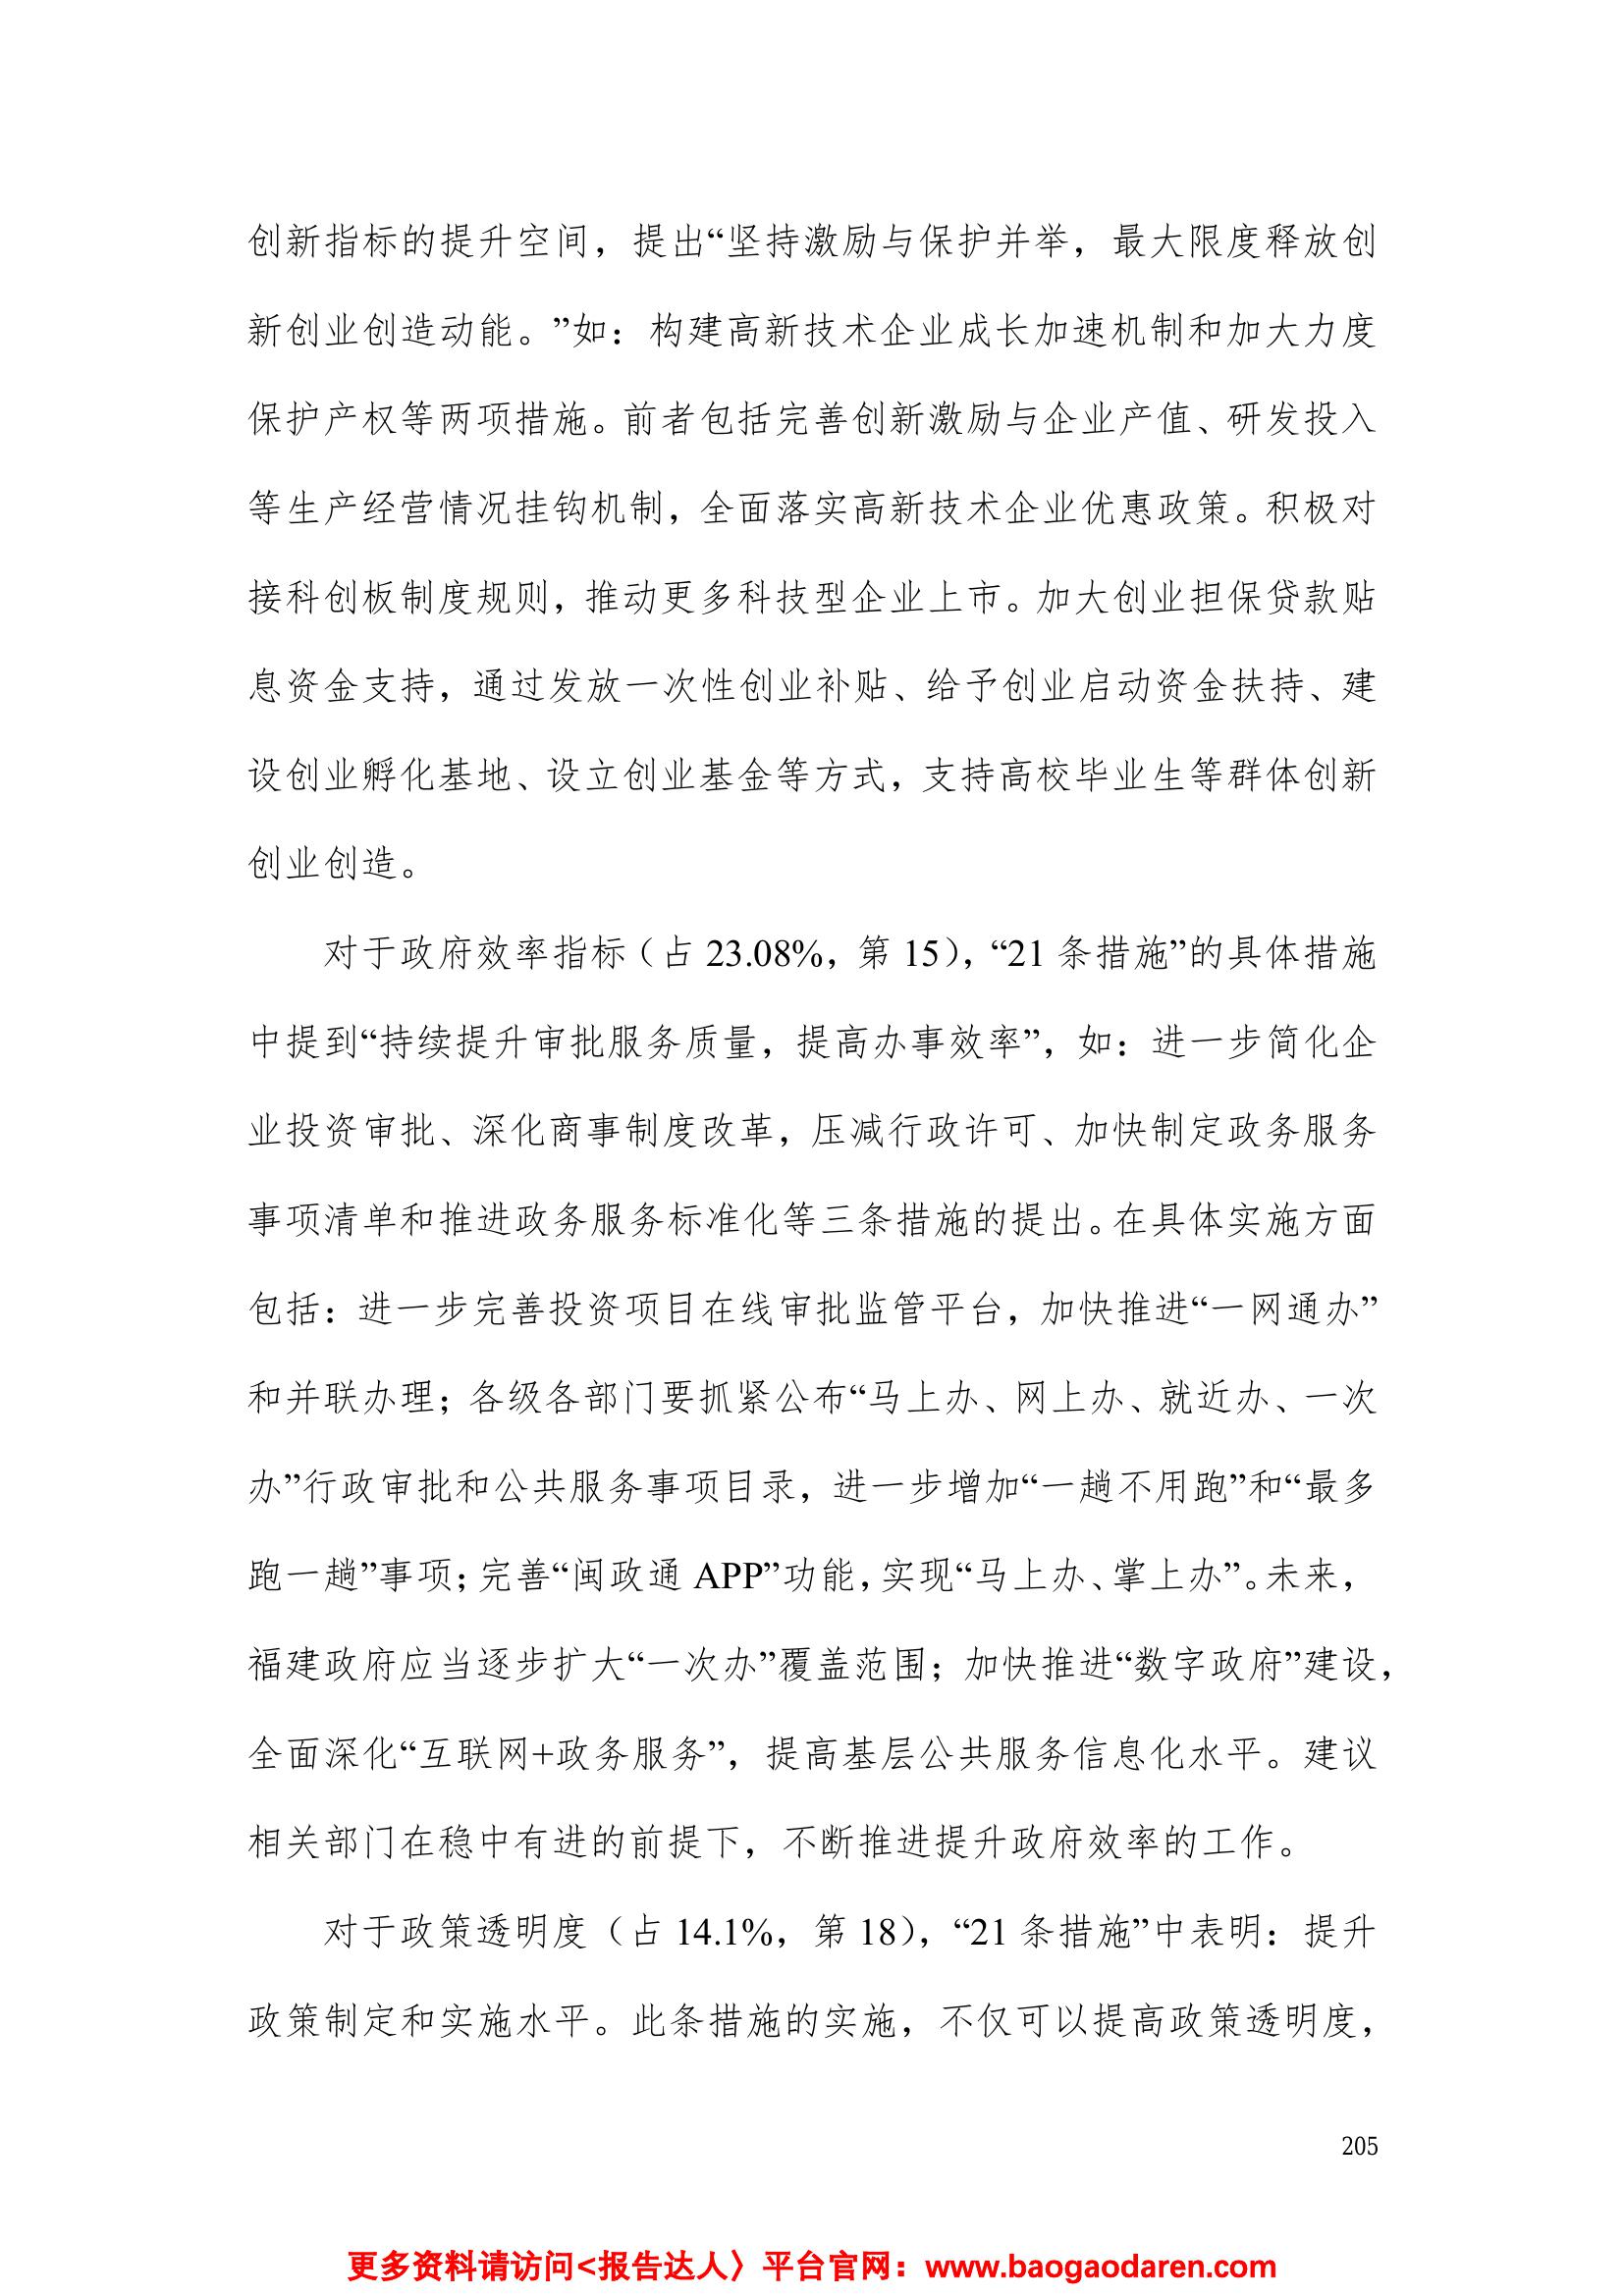 创新指标的提升空间，提出“坚持激励与保护并举，最大限度释放创
新创业创造动能。”如：构建高新技术企业成长加速机制和加大力度
保护产权等两项措施。前者包括完善创新激励与企业产值、研发投入
等生产经营情况挂钩机制，全面落实高新技术企业优惠政策。积极对
接科创板制度规则，推动更多科技型企业上市。加大创业担保贷款贴
息资金支持，通过发放一次性创业补贴、给予创业启动资金扶持、建
设创业孵化基地、设立创业基金等方式，支持高校毕业生等群体创新
创业创造。
对于政府效率指标（占 23.08%，第 15），“21 条措施”的具体措施
中提到“持续提升审批服务质量，提高办事效率”，如：进一步简化企
业投资审批、深化商事制度改革，压减行政许可、加快制定政务服务
事项清单和推进政务服务标准化等三条措施的提出。在具体实施方面
包括：进一步完善投资项目在线审批监管平台，加快推进“一网通办”
和并联办理；各级各部门要抓紧公布“马上办、网上办、就近办、一次
办”行政审批和公共服务事项目录，进一步增加“一趟不用跑”和“最多
跑一趟”事项；完善“闽政通 APP”功能，实现“马上办、掌上办”。未来，
福建政府应当逐步扩大“一次办”覆盖范围；加快推进“数字政府”建设，
全面深化“互联网+政务服务”，提高基层公共服务信息化水平。建议
相关部门在稳中有进的前提下，不断推进提升政府效率的工作。
对于政策透明度（占 14.1%，第 18），“21 条措施”中表明：提升
政策制定和实施水平。此条措施的实施，不仅可以提高政策透明度，
205
更多资料请访问<报告达人〉平台官网：www.baogaodaren.com